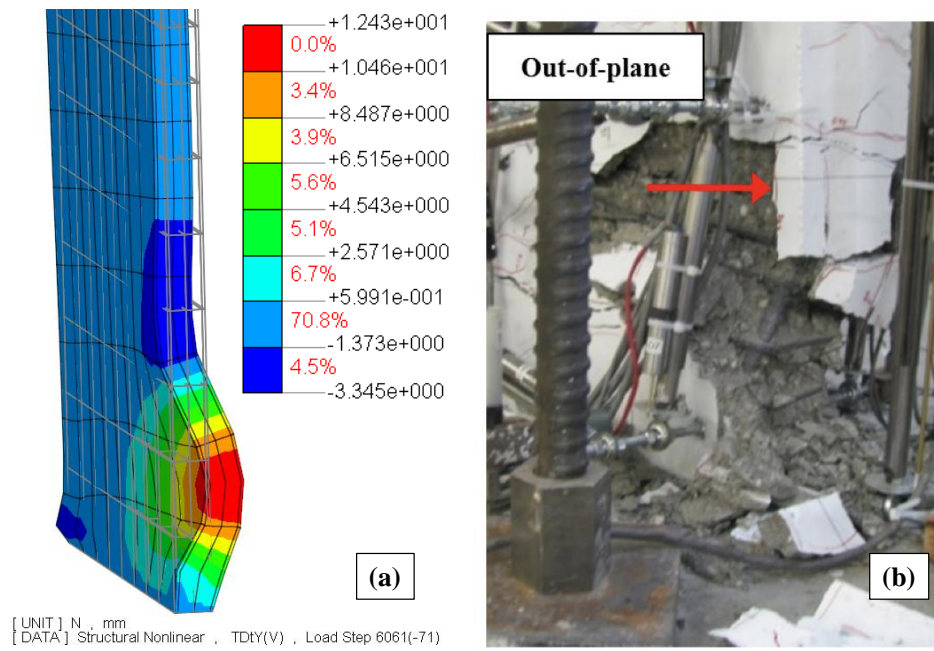 +1.243e+001
0.0%
+1.046e+001
3.4%
+8.487e+000
3.9%
+6.515e+000
5.6%
+4.543e+000
5.1%
+2.571e+000
6.7%
+5.991e-001
70.8%
-1.373e+000
4.5%
-3.345e+000
(a)
[ UNIT ] N , mm
[ DATA ] Structural Nonlinear , TDtY(V) , Load Step 6061(-71)
Out-of-plane
(b)